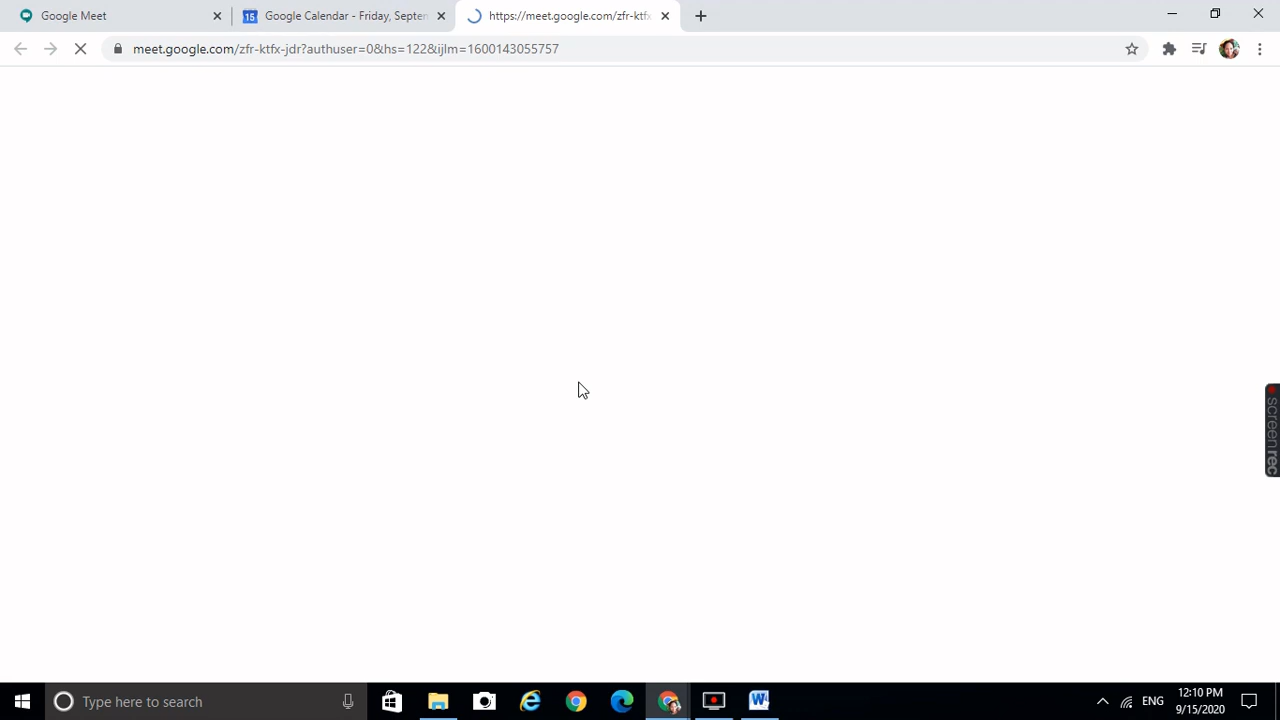 Google Meet
Google Calendar - Friday, Septem
https://meet.google.com/zfr-ktfx
meet.google.com/zfr-ktfx-jdr?authuser=0&hs=122&ijlm=1600143055757
screenrec
Type here to search
ENG
12:10 PM
9/15/2020
15